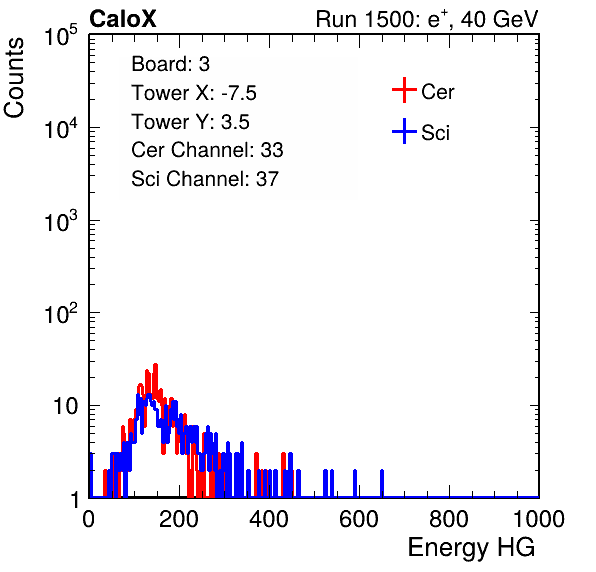 CaloX Run 1500: e⁺, 40 GeV
Counts
10⁵
10⁴
10³
10²
10
1
Board: 3
Tower X: -7.5
Tower Y: 3.5
Cer Channel: 33
Sci Channel: 37
Cer
Sci
0 200 400 600 800 1000
Energy HG